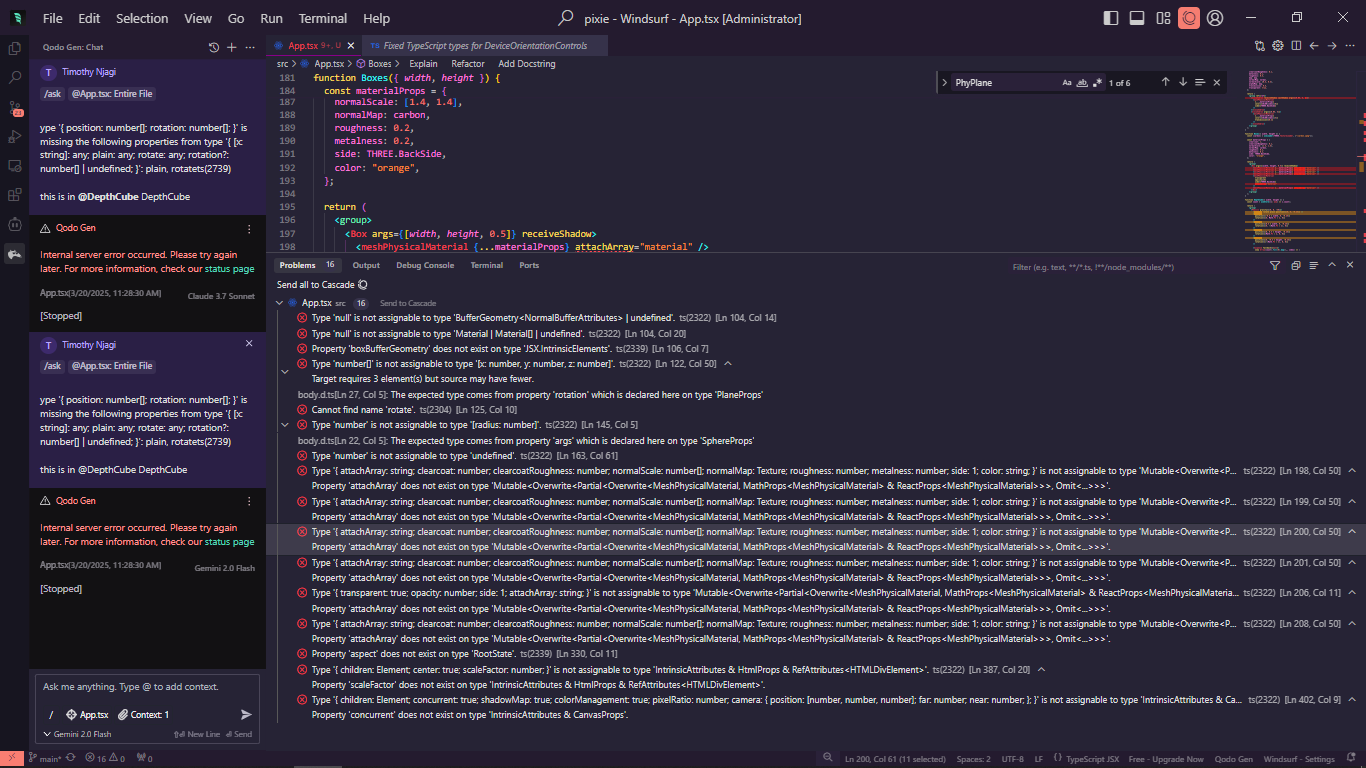 File Edit Selection View Go Run Terminal Help
pixie - Windsurf - App.tsx [Administrator]
Qodo Gen: Chat
T Timothy Njagi
/ask @App.tsx: Entire File
ype '{ position: number[]; rotation: number[]; }' is
missing the following properties from type '{ [x:
string]: any; plain: any; rotate: any; rotation?:
number[] | undefined; }': plain, rotatets(2739)
this is in @DepthCube DepthCube
Qodo Gen
Internal server error occurred. Please try again
later. For more information, check our status page
App.tsx(3/20/2025, 11:28:30 AM) Claude 3.7 Sonnet
[Stopped]
T Timothy Njagi
/ask @App.tsx: Entire File
ype '{ position: number[]; rotation: number[]; }' is
missing the following properties from type '{ [x:
string]: any; plain: any; rotate: any; rotation?:
number[] | undefined; }': plain, rotatets(2739)
this is in @DepthCube DepthCube
Qodo Gen
Internal server error occurred. Please try again
later. For more information, check our status page
App.tsx(3/20/2025, 11:28:30 AM) Gemini 2.0 Flash
[Stopped]
Ask me anything. Type @ to add context.
/ App.tsx Context: 1
Gemini 2.0 Flash New Line Send
App.tsx 9+, U TS Fixed TypeScript types for DeviceOrientationControls
src > App.tsx > Boxes > Explain Refactor Add Docstring
181 function Boxes({ width, height }) {
184 const materialProps = {
187 normalScale: [1.4, 1.4],
188 normalMap: carbon,
189 roughness: 0.2,
190 metalness: 0.2,
191 side: THREE.BackSide,
192 color: "orange",
193 };
194
195 return (
196 <group>
197 <Box args={[width, height, 0.5]} receiveShadow>
198 <meshPhysicalMaterial {...materialProps} attachArray="material" />
PhyPlane Aa ab .* 1 of 6
Problems 16 Output Debug Console Terminal Ports
Filter (e.g. text, **/*.ts, !**/node_modules/**)
Send all to Cascade
App.tsx src 16 Send to Cascade
Type 'null' is not assignable to type 'BufferGeometry<NormalBufferAttributes> | undefined'. ts(2322) [Ln 104, Col 14]
Type 'null' is not assignable to type 'Material | Material[] | undefined'. ts(2322) [Ln 104, Col 20]
Property 'boxBufferGeometry' does not exist on type 'JSX.IntrinsicElements'. ts(2339) [Ln 106, Col 7]
Type 'number[]' is not assignable to type '[x: number, y: number, z: number]'. ts(2322) [Ln 122, Col 50]
Target requires 3 element(s) but source may have fewer.
body.d.ts[Ln 27, Col 5]: The expected type comes from property 'rotation' which is declared here on type 'PlaneProps'
Cannot find name 'rotate'. ts(2304) [Ln 125, Col 10]
Type 'number' is not assignable to type '[radius: number]'. ts(2322) [Ln 145, Col 5]
body.d.ts[Ln 22, Col 5]: The expected type comes from property 'args' which is declared here on type 'SphereProps'
Type 'number' is not assignable to type 'undefined'. ts(2322) [Ln 163, Col 61]
Type '{ attachArray: string; clearcoat: number; clearcoatRoughness: number; normalScale: number[]; normalMap: Texture; roughness: number; metalness: number; side: 1; color: string; }' is not assignable to type 'Mutable<Overwrite<P... ts(2322) [Ln 198, Col 50]
Property 'attachArray' does not exist on type 'Mutable<Overwrite<Partial<Overwrite<MeshPhysicalMaterial, MathProps<MeshPhysicalMaterial> & ReactProps<MeshPhysicalMaterial>>>, Omit<...>>>'.
Type '{ attachArray: string; clearcoat: number; clearcoatRoughness: number; normalScale: number[]; normalMap: Texture; roughness: number; metalness: number; side: 1; color: string; }' is not assignable to type 'Mutable<Overwrite<P... ts(2322) [Ln 199, Col 50]
Property 'attachArray' does not exist on type 'Mutable<Overwrite<Partial<Overwrite<MeshPhysicalMaterial, MathProps<MeshPhysicalMaterial> & ReactProps<MeshPhysicalMaterial>>>, Omit<...>>>'.
Type '{ attachArray: string; clearcoat: number; clearcoatRoughness: number; normalScale: number[]; normalMap: Texture; roughness: number; metalness: number; side: 1; color: string; }' is not assignable to type 'Mutable<Overwrite<P... ts(2322) [Ln 200, Col 50]
Property 'attachArray' does not exist on type 'Mutable<Overwrite<Partial<Overwrite<MeshPhysicalMaterial, MathProps<MeshPhysicalMaterial> & ReactProps<MeshPhysicalMaterial>>>, Omit<...>>>'.
Type '{ attachArray: string; clearcoat: number; clearcoatRoughness: number; normalScale: number[]; normalMap: Texture; roughness: number; metalness: number; side: 1; color: string; }' is not assignable to type 'Mutable<Overwrite<P... ts(2322) [Ln 201, Col 50]
Property 'attachArray' does not exist on type 'Mutable<Overwrite<Partial<Overwrite<MeshPhysicalMaterial, MathProps<MeshPhysicalMaterial> & ReactProps<MeshPhysicalMaterial>>>, Omit<...>>>'.
Type '{ transparent: true; opacity: number; side: 1; attachArray: string; }' is not assignable to type 'Mutable<Overwrite<Partial<Overwrite<MeshPhysicalMaterial, MathProps<MeshPhysicalMaterial> & ReactProps<MeshPhysicalMateria... ts(2322) [Ln 206, Col 11]
Property 'attachArray' does not exist on type 'Mutable<Overwrite<Partial<Overwrite<MeshPhysicalMaterial, MathProps<MeshPhysicalMaterial> & ReactProps<MeshPhysicalMaterial>>>, Omit<...>>>'.
Type '{ attachArray: string; clearcoat: number; clearcoatRoughness: number; normalScale: number[]; normalMap: Texture; roughness: number; metalness: number; side: 1; color: string; }' is not assignable to type 'Mutable<Overwrite<P... ts(2322) [Ln 208, Col 50]
Property 'attachArray' does not exist on type 'Mutable<Overwrite<Partial<Overwrite<MeshPhysicalMaterial, MathProps<MeshPhysicalMaterial> & ReactProps<MeshPhysicalMaterial>>>, Omit<...>>>'.
Property 'aspect' does not exist on type 'RootState'. ts(2339) [Ln 330, Col 11]
Type '{ children: Element; center: true; scaleFactor: number; }' is not assignable to type 'IntrinsicAttributes & HtmlProps & RefAttributes<HTMLDivElement>'. ts(2322) [Ln 387, Col 20]
Property 'scaleFactor' does not exist on type 'IntrinsicAttributes & HtmlProps & RefAttributes<HTMLDivElement>'.
Type '{ children: Element; concurrent: true; shadowMap: true; colorManagement: true; pixelRatio: number; camera: { position: [number, number, number]; far: number; near: number; }; }' is not assignable to type 'IntrinsicAttributes & Ca... ts(2322) [Ln 402, Col 9]
Property 'concurrent' does not exist on type 'IntrinsicAttributes & CanvasProps'.
main* 16 0 0 Ln 200, Col 61 (11 selected) Spaces: 2 UTF-8 LF {} TypeScript JSX Free - Upgrade Now Qodo Gen Windsurf - Settings